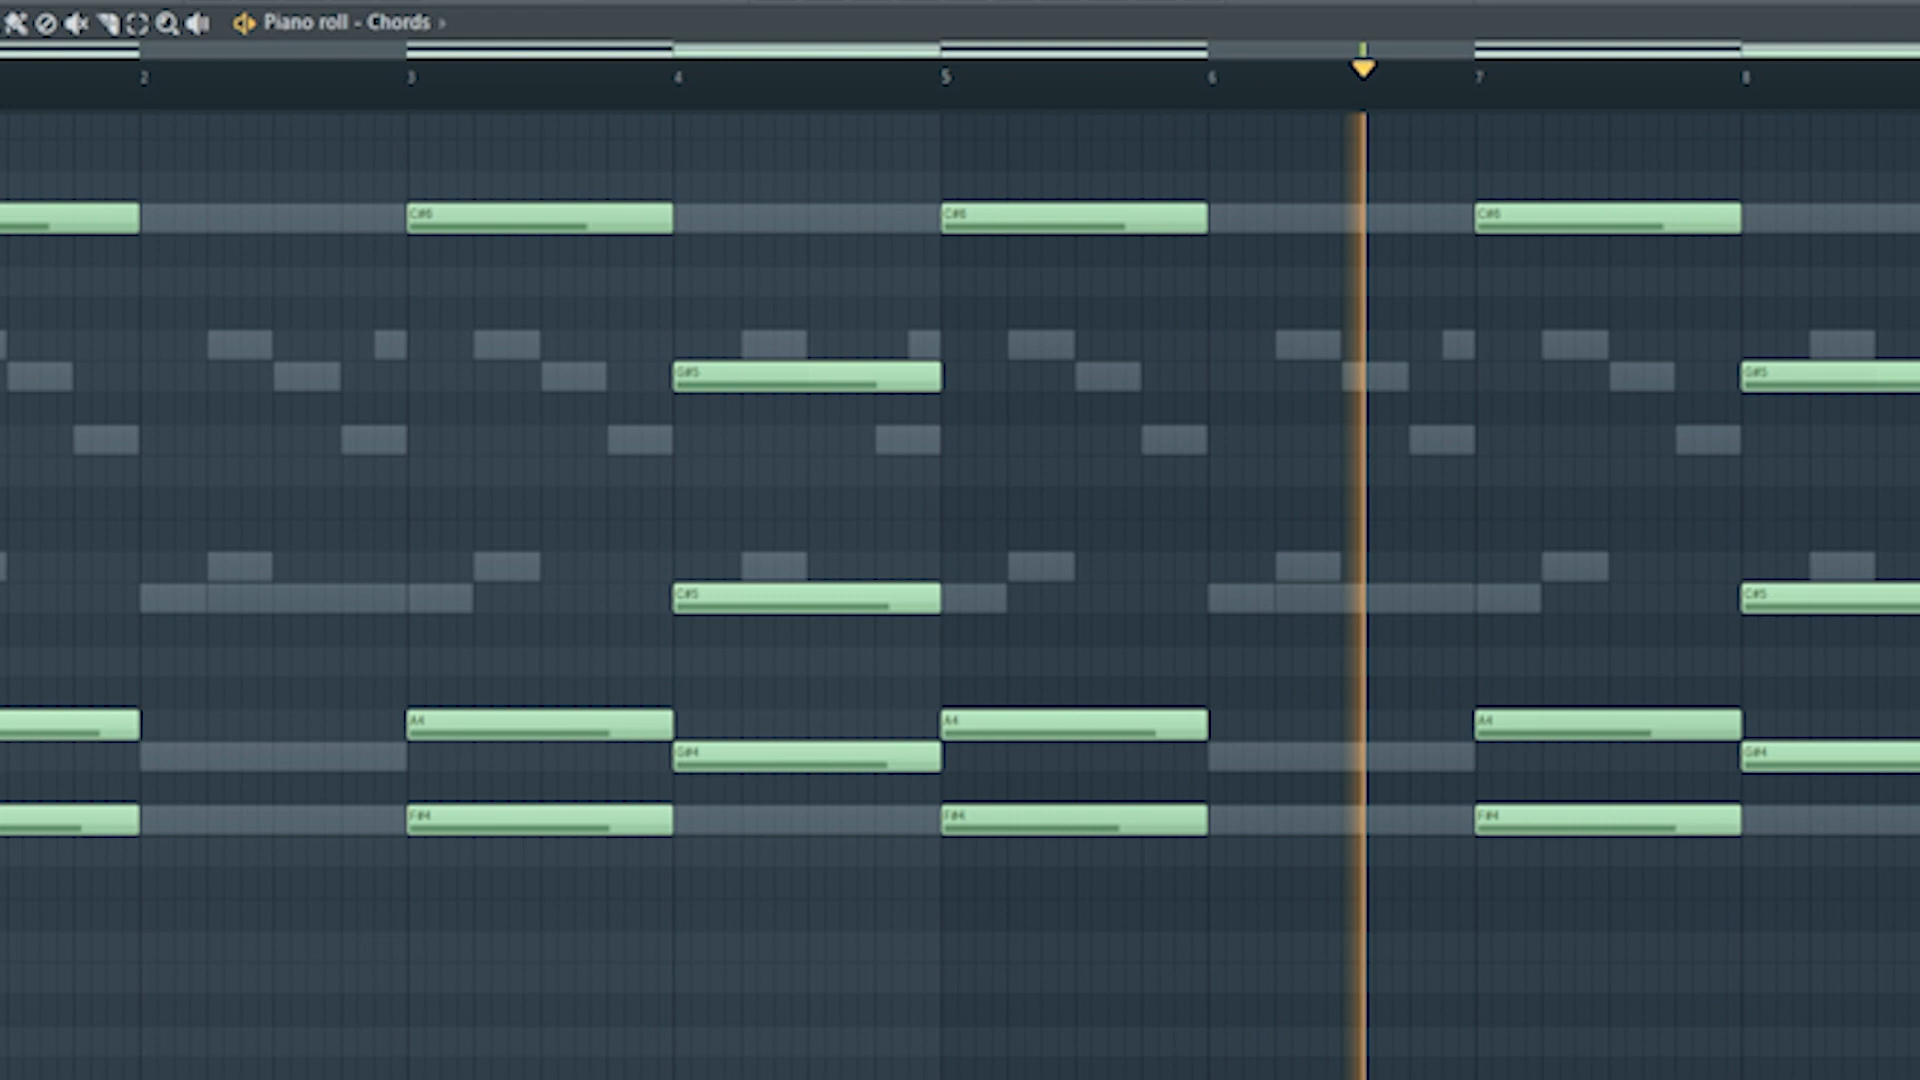 Piano roll - Chords ›
2 3 4 5 6 7 8
C#6 C#6 C#6
G#5 G#5
C#5 C#5
A4 A4 A4
G#4 G#4
F#4 F#4 F#4